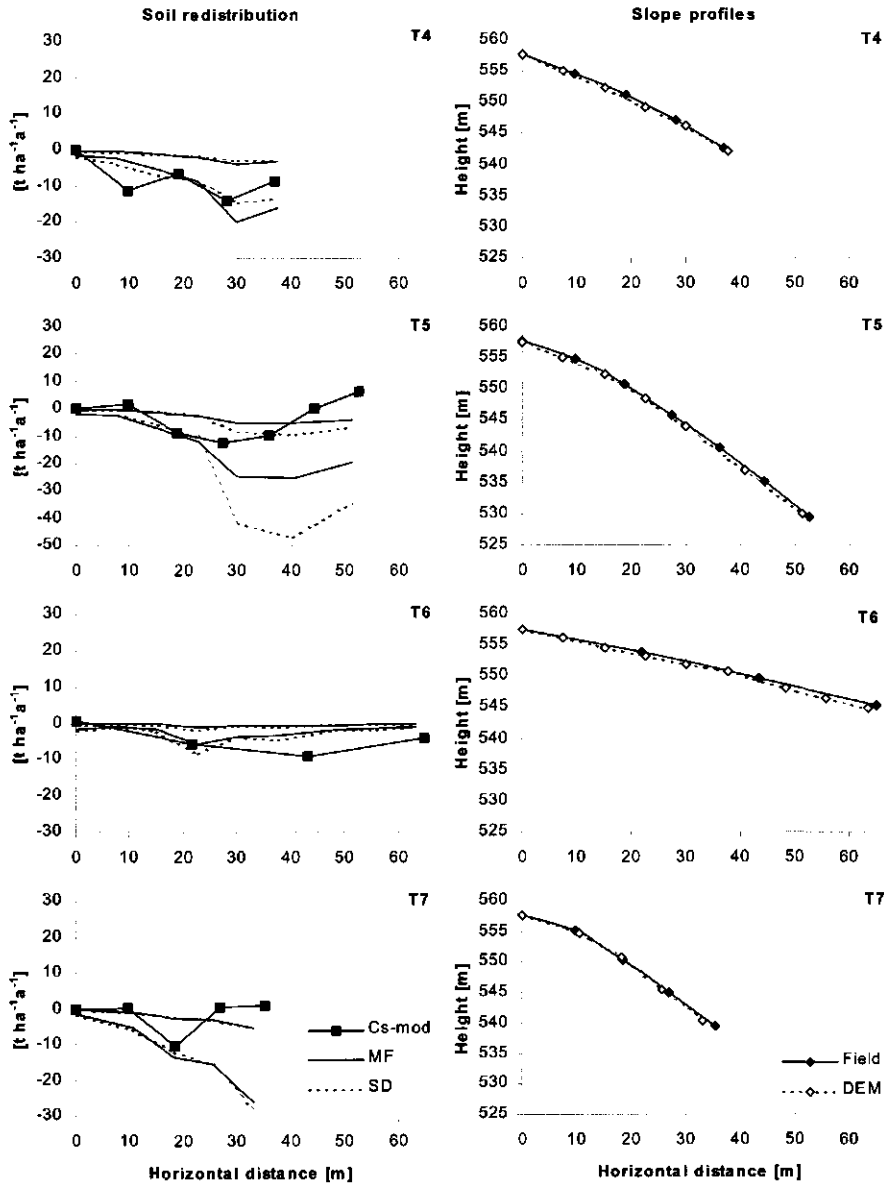 Soil redistribution
Slope profiles
T4
30
20
10
0
-10
-20
-30
[t ha⁻¹a⁻¹]
0 10 20 30 40 50 60
T4
560
555
550
545
540
535
530
525
Height [m]
0 10 20 30 40 50 60
T5
30
20
10
0
-10
-20
-30
-40
-50
[t ha⁻¹a⁻¹]
0 10 20 30 40 50 60
T5
560
555
550
545
540
535
530
525
Height [m]
0 10 20 30 40 50 60
T6
30
20
10
0
-10
-20
-30
[t ha⁻¹a⁻¹]
0 10 20 30 40 50 60
T6
560
555
550
545
540
535
530
525
Height [m]
0 10 20 30 40 50 60
T7
30
20
10
0
-10
-20
-30
[t ha⁻¹a⁻¹]
Cs-mod
MF
SD
0 10 20 30 40 50 60
Horizontal distance [m]
T7
560
555
550
545
540
535
530
525
Height [m]
Field
DEM
0 10 20 30 40 50 60
Horizontal distance [m]